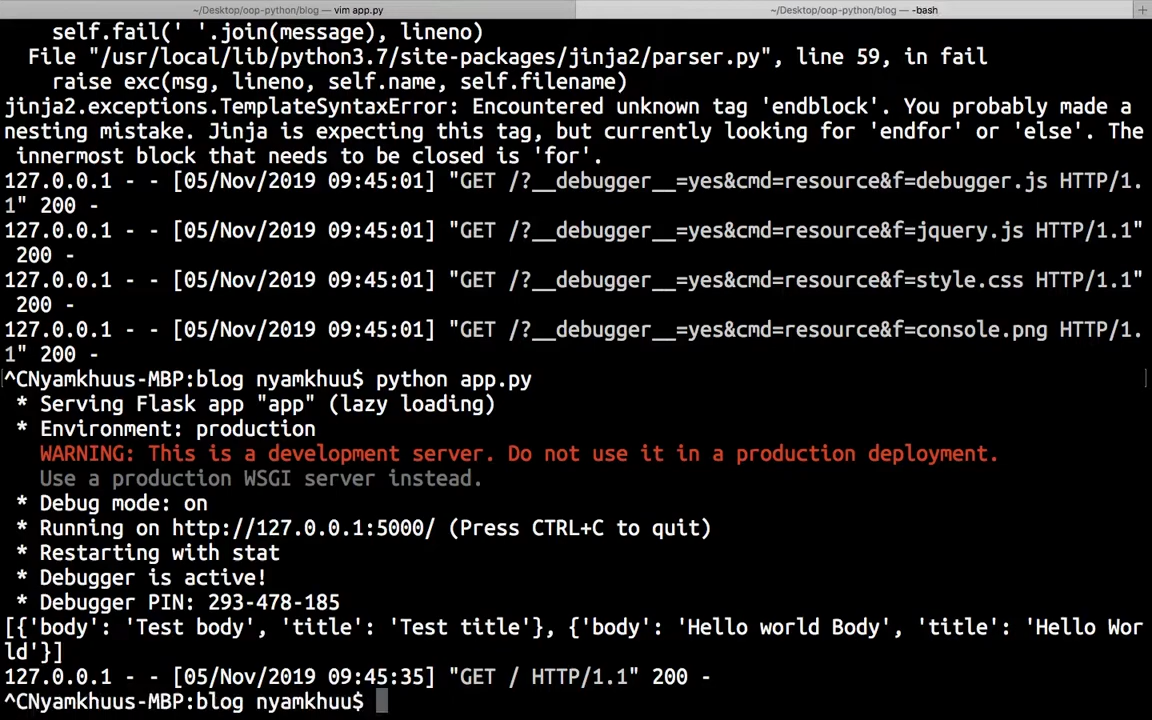 ~/Desktop/oop-python/blog — vim app.py
~/Desktop/oop-python/blog — -bash
self.fail(' '.join(message), lineno)
File "/usr/local/lib/python3.7/site-packages/jinja2/parser.py", line 59, in fail
raise exc(msg, lineno, self.name, self.filename)
jinja2.exceptions.TemplateSyntaxError: Encountered unknown tag 'endblock'. You probably made a
nesting mistake. Jinja is expecting this tag, but currently looking for 'endfor' or 'else'. The
innermost block that needs to be closed is 'for'.
127.0.0.1 - - [05/Nov/2019 09:45:01] "GET /?__debugger__=yes&cmd=resource&f=debugger.js HTTP/1.
1" 200 -
127.0.0.1 - - [05/Nov/2019 09:45:01] "GET /?__debugger__=yes&cmd=resource&f=jquery.js HTTP/1.1"
200 -
127.0.0.1 - - [05/Nov/2019 09:45:01] "GET /?__debugger__=yes&cmd=resource&f=style.css HTTP/1.1"
200 -
127.0.0.1 - - [05/Nov/2019 09:45:01] "GET /?__debugger__=yes&cmd=resource&f=console.png HTTP/1.
1" 200 -
^CNyamkhuus-MBP:blog nyamkhuu$ python app.py
* Serving Flask app "app" (lazy loading)
* Environment: production
WARNING: This is a development server. Do not use it in a production deployment.
Use a production WSGI server instead.
* Debug mode: on
* Running on http://127.0.0.1:5000/ (Press CTRL+C to quit)
* Restarting with stat
* Debugger is active!
* Debugger PIN: 293-478-185
[{'body': 'Test body', 'title': 'Test title'}, {'body': 'Hello world Body', 'title': 'Hello Wor
ld'}]
127.0.0.1 - - [05/Nov/2019 09:45:35] "GET / HTTP/1.1" 200 -
^CNyamkhuus-MBP:blog nyamkhuu$